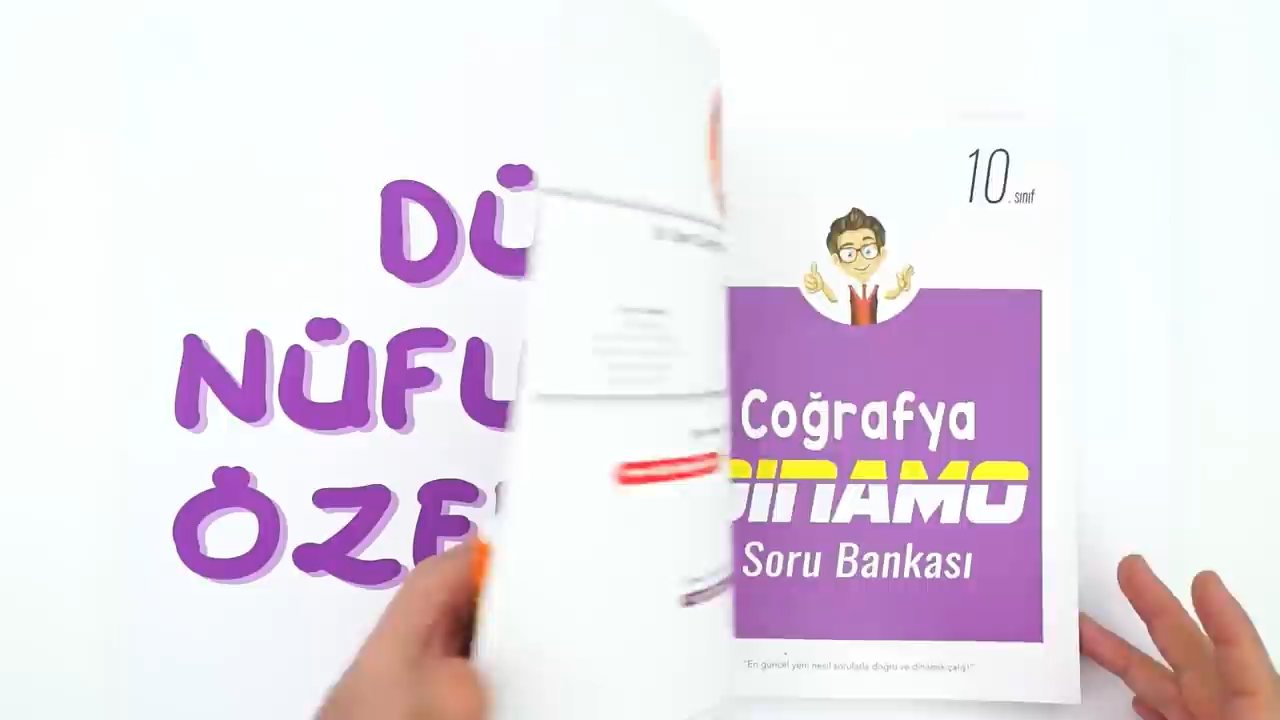 DÜ
NÜFU
ÖZE
10. sınıf
Coğrafya
DİNAMO
Soru Bankası
"En güncel yeni nesil sorularla doğru ve dinamik çalış!"